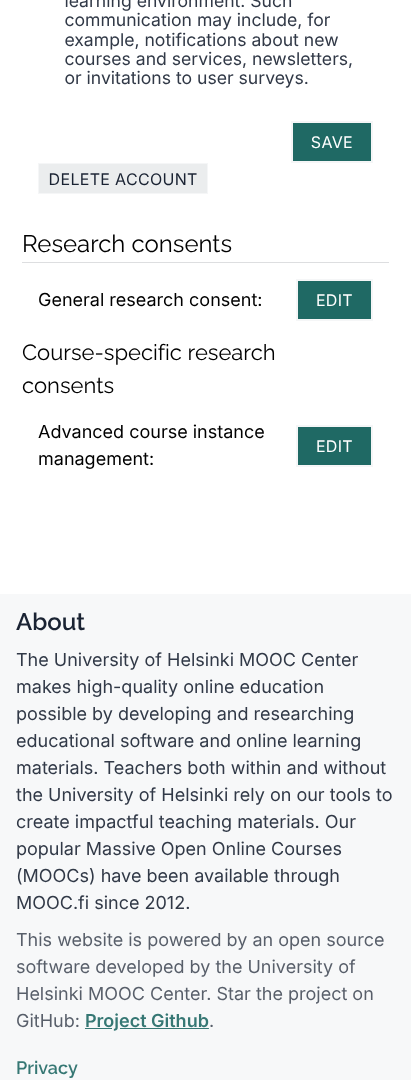 learning environment. Such
communication may include, for
example, notifications about new
courses and services, newsletters,
or invitations to user surveys.
SAVE
DELETE ACCOUNT
Research consents
General research consent:
EDIT
Course-specific research
consents
Advanced course instance
management:
EDIT
About
The University of Helsinki MOOC Center
makes high-quality online education
possible by developing and researching
educational software and online learning
materials. Teachers both within and without
the University of Helsinki rely on our tools to
create impactful teaching materials. Our
popular Massive Open Online Courses
(MOOCs) have been available through
MOOC.fi since 2012.
This website is powered by an open source
software developed by the University of
Helsinki MOOC Center. Star the project on
GitHub: Project Github.
Privacy